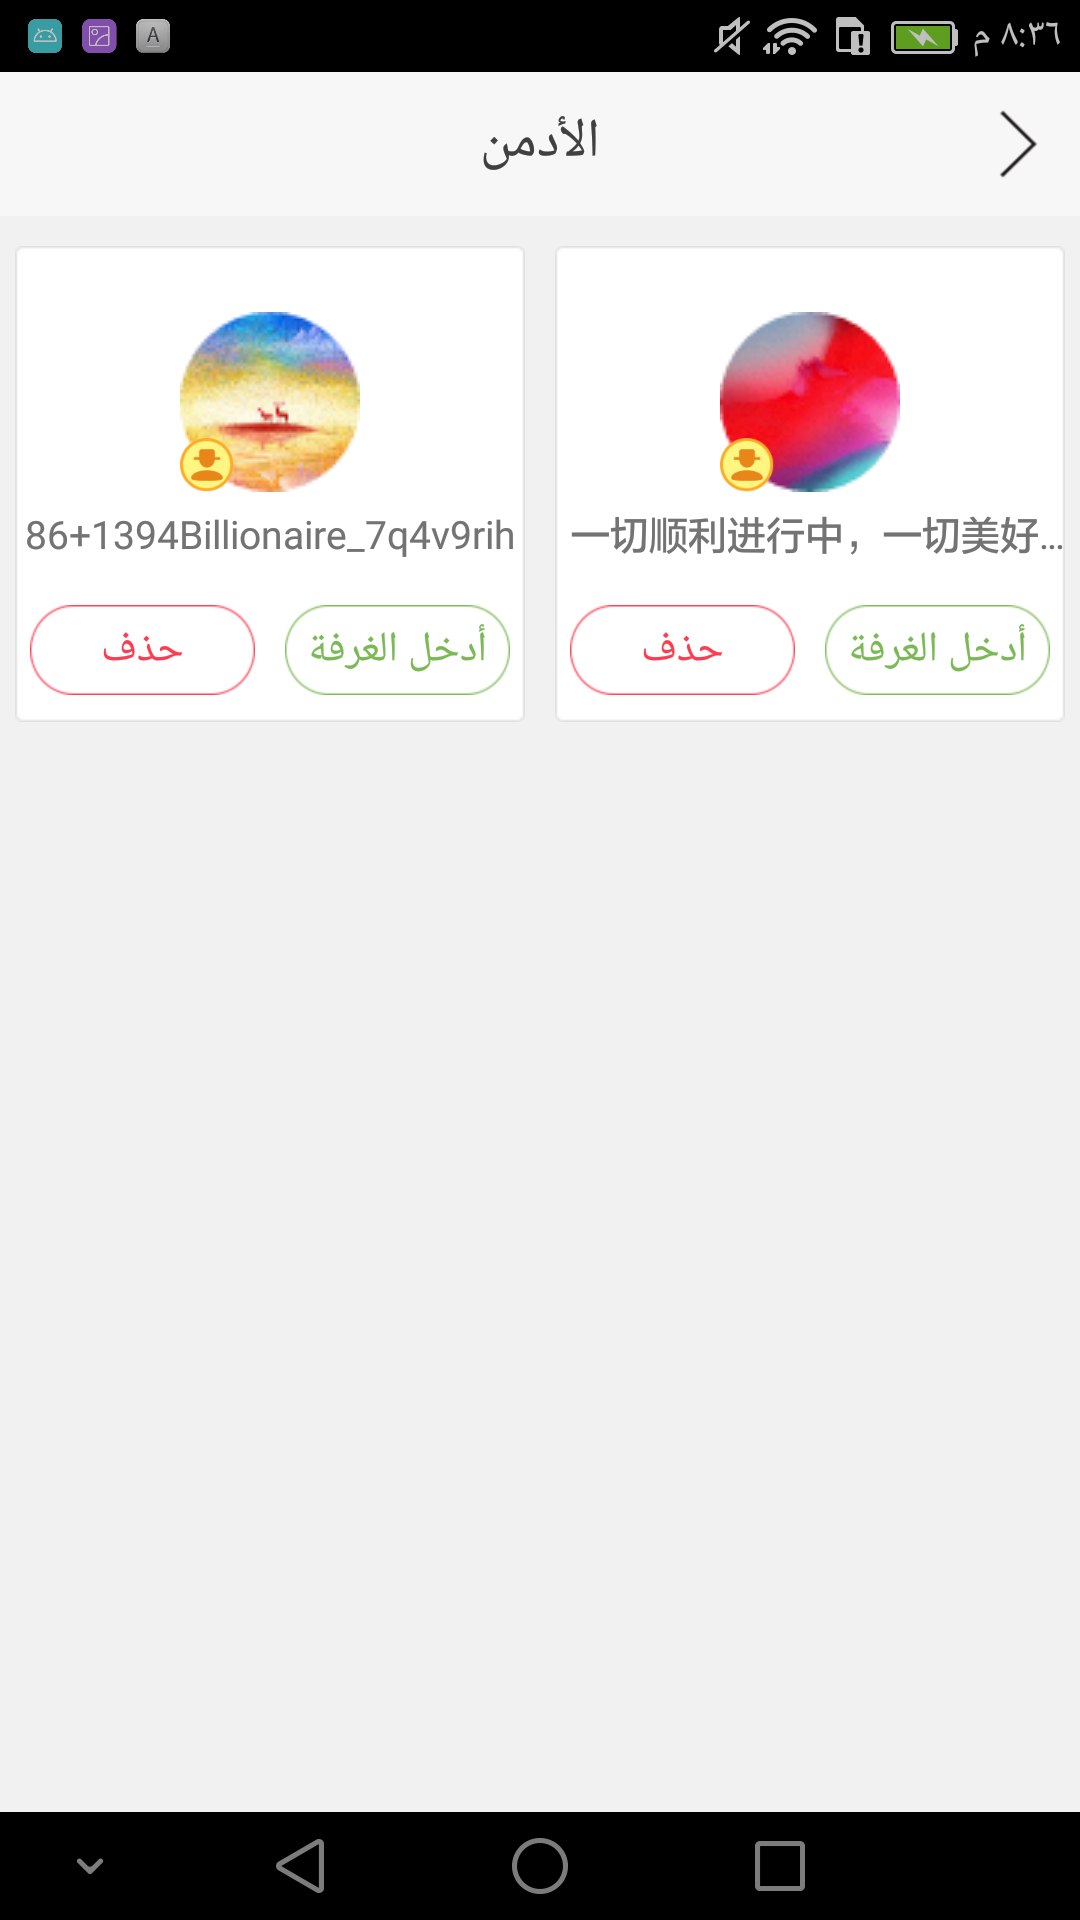 A
٨:٣٦ م
الأدمن
一切顺利进行中，一切美好...
أدخل الغرفة
حذف
86+1394Billionaire_7q4v9rih
أدخل الغرفة
حذف